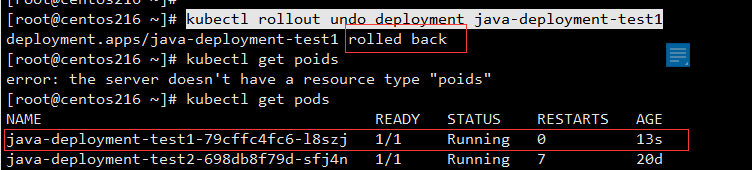 [root@centos216 ~]#
[root@centos216 ~]# kubectl rollout undo deployment java-deployment-test1
deployment.apps/java-deployment-test1 rolled back
[root@centos216 ~]# kubectl get poids
error: the server doesn't have a resource type "poids"
[root@centos216 ~]# kubectl get pods
NAME READY STATUS RESTARTS AGE
java-deployment-test1-79cffc4fc6-l8szj 1/1 Running 0 13s
java-deployment-test2-698db8f79d-sfj4n 1/1 Running 7 20d